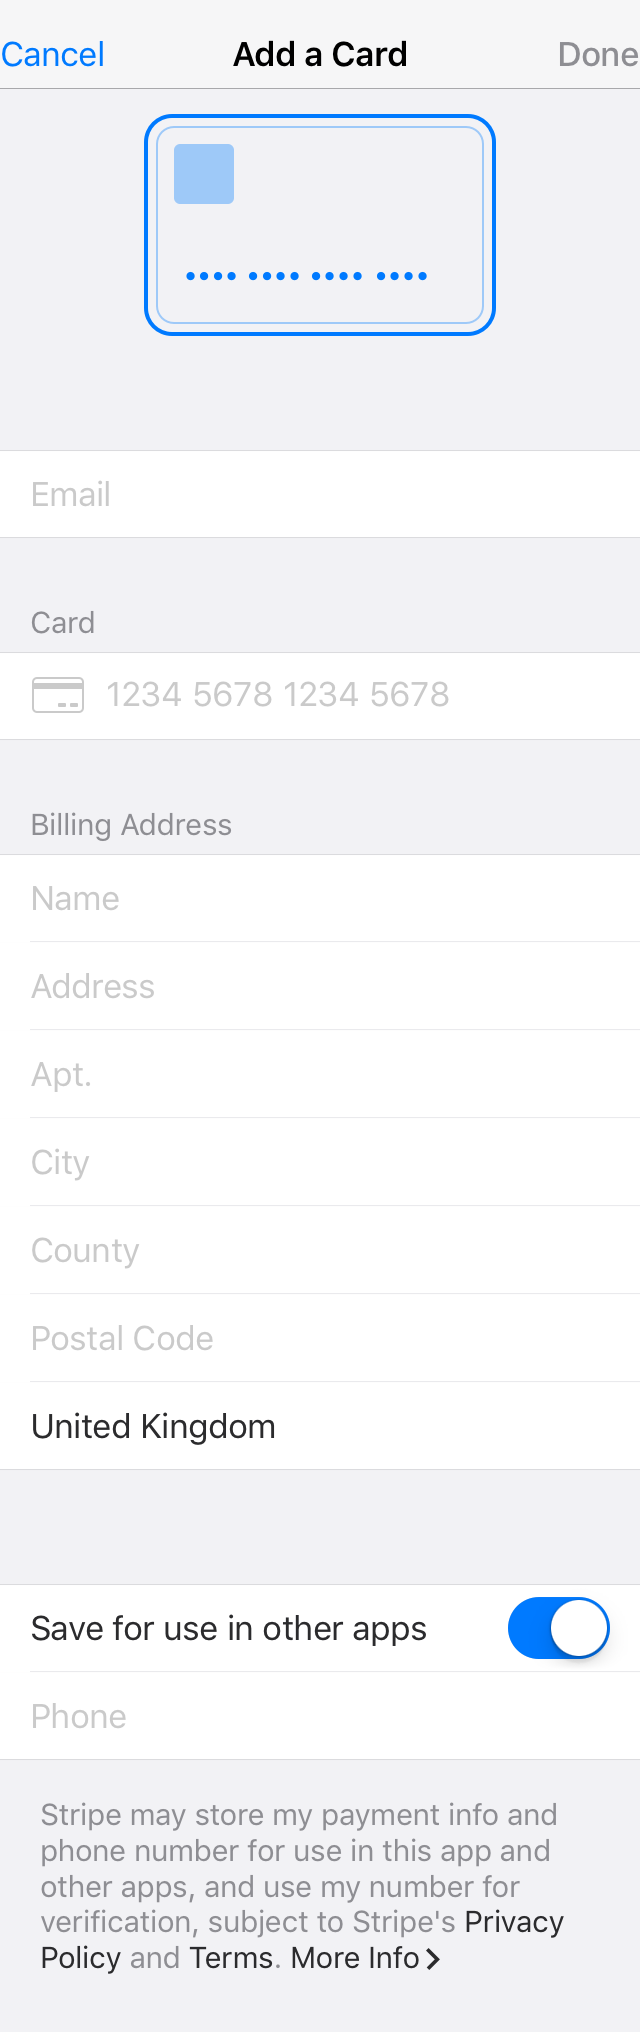 Cancel Add a Card Done
•••• •••• •••• ••••
Email
Card
1234 5678 1234 5678
Billing Address
Name
Address
Apt.
City
County
Postal Code
United Kingdom
Save for use in other apps
Phone
Stripe may store my payment info and
phone number for use in this app and
other apps, and use my number for
verification, subject to Stripe's Privacy
Policy and Terms. More Info